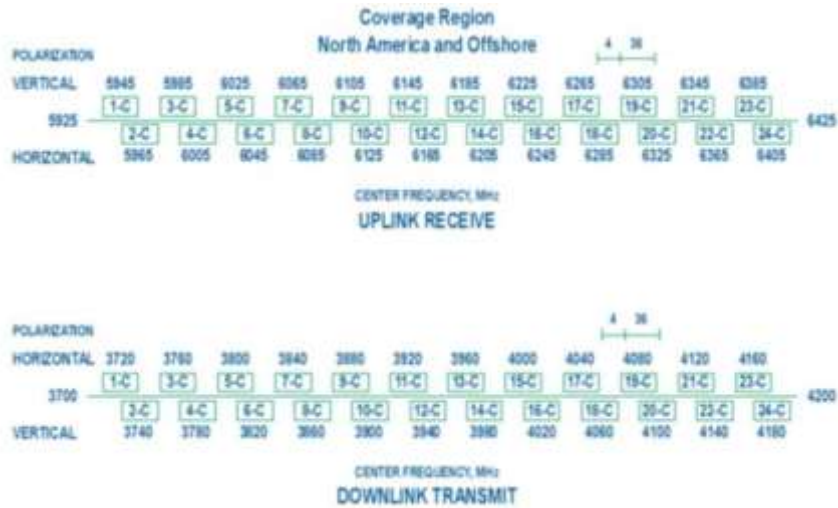 Coverage Region
North America and Offshore
4 36
POLARIZATION
VERTICAL 5945 5985 6025 6065 6105 6145 6185 6225 6265 6305 6345 6385
1-C 3-C 5-C 7-C 9-C 11-C 13-C 15-C 17-C 19-C 21-C 23-C
5925 6425
2-C 4-C 6-C 8-C 10-C 12-C 14-C 16-C 18-C 20-C 22-C 24-C
HORIZONTAL 5965 6005 6045 6085 6125 6165 6205 6245 6285 6325 6365 6405
CENTER FREQUENCY, MHz
UPLINK RECEIVE
4 36
POLARIZATION
HORIZONTAL 3720 3760 3800 3840 3880 3920 3960 4000 4040 4080 4120 4160
1-C 3-C 5-C 7-C 9-C 11-C 13-C 15-C 17-C 19-C 21-C 23-C
3700 4200
2-C 4-C 6-C 8-C 10-C 12-C 14-C 16-C 18-C 20-C 22-C 24-C
VERTICAL 3740 3780 3820 3860 3900 3940 3980 4020 4060 4100 4140 4180
CENTER FREQUENCY, MHz
DOWNLINK TRANSMIT